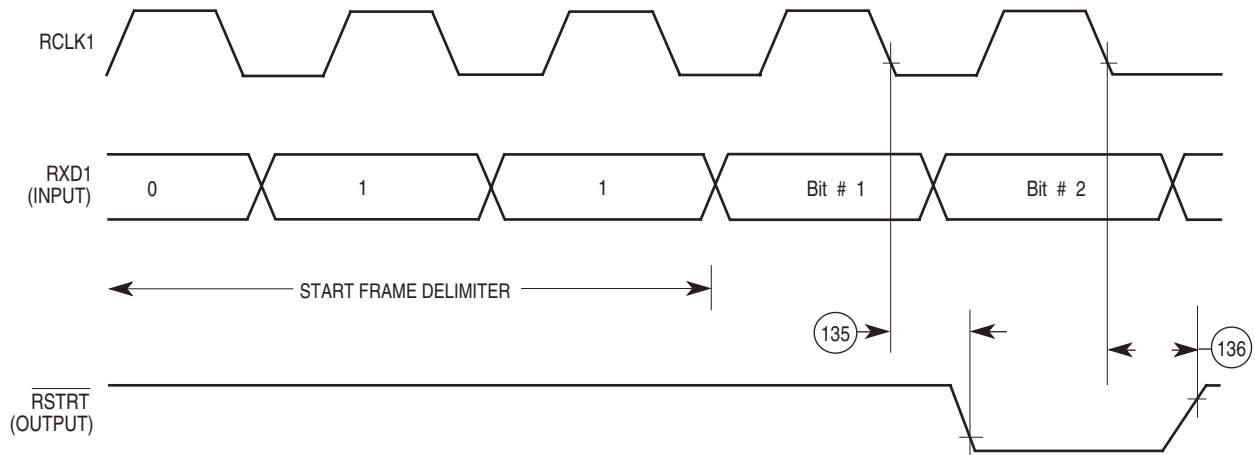 RCLK1
RXD1
(INPUT)
0
1
1
Bit # 1
Bit # 2
START FRAME DELIMITER
135
136
RSTRT
(OUTPUT)